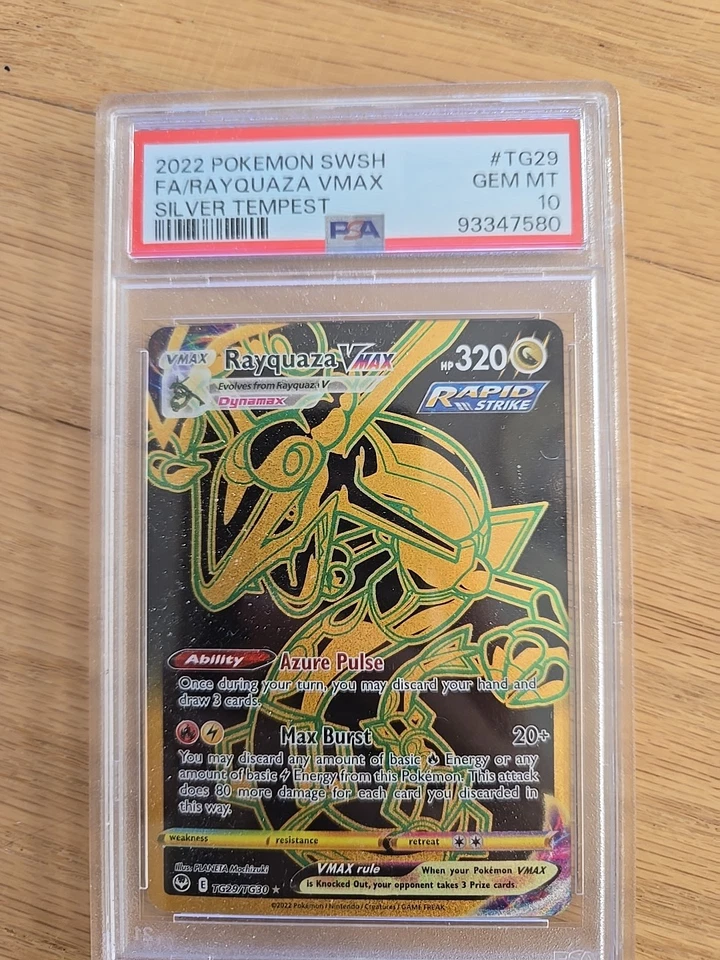 2022 POKEMON SWSH #TG29
FA/RAYQUAZA VMAX GEM MT
SILVER TEMPEST 10
PSA 93347580
VMAX Rayquaza VMAX HP 320
Evolves from Rayquaza V
Dynamax
RAPID STRIKE
Ability Azure Pulse
Once during your turn, you may discard your hand and
draw 3 cards.
Max Burst 20+
You may discard any amount of basic Energy or any
amount of basic Energy from this Pokémon. This attack
does 80 more damage for each card you discarded in
this way.
weakness resistance retreat
Illus. PLANETA Mochizuki
E TG29/TG30
VMAX rule When your Pokémon VMAX
is Knocked Out, your opponent takes 3 Prize cards.
©2022 Pokémon / Nintendo / Creatures / GAME FREAK